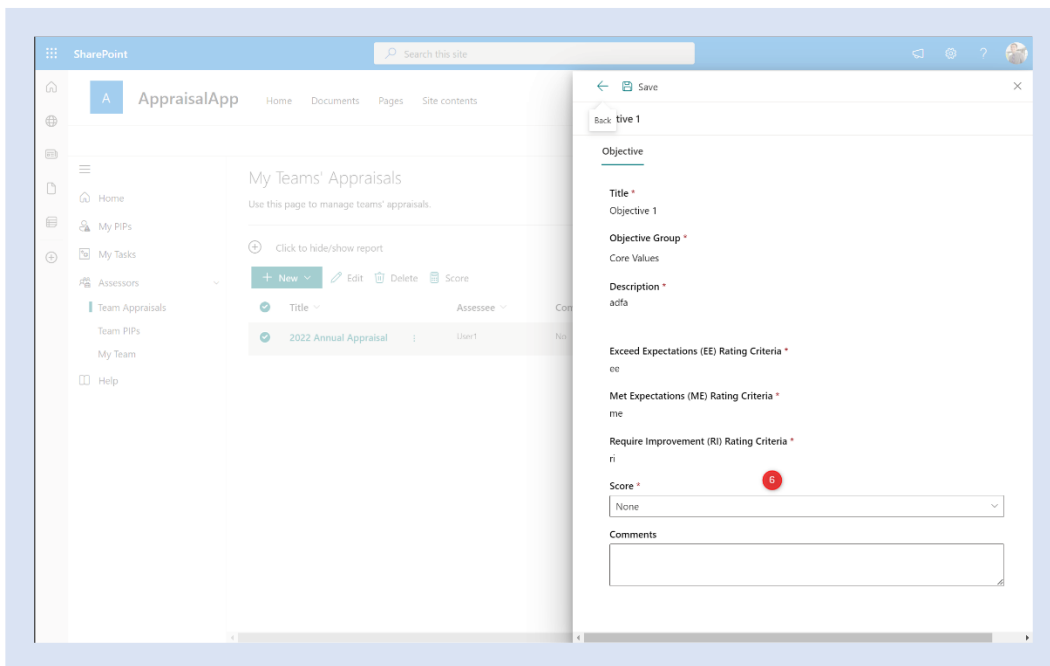 SharePoint
Search this site
?
A
AppraisalApp
Home Documents Pages Site contents
Home
My PIPs
My Tasks
Assessors
Team Appraisals
Team PIPs
My Team
Help
My Teams' Appraisals
Use this page to manage teams' appraisals.
Click to hide/show report
+ New Edit Delete Score
Title Assessee Con
2022 Annual Appraisal User1 No
Save
Back
tive 1
Objective
Title *
Objective 1
Objective Group *
Core Values
Description *
adfa
Exceed Expectations (EE) Rating Criteria *
ee
Met Expectations (ME) Rating Criteria *
me
Require Improvement (RI) Rating Criteria *
ri
6
Score *
None
Comments